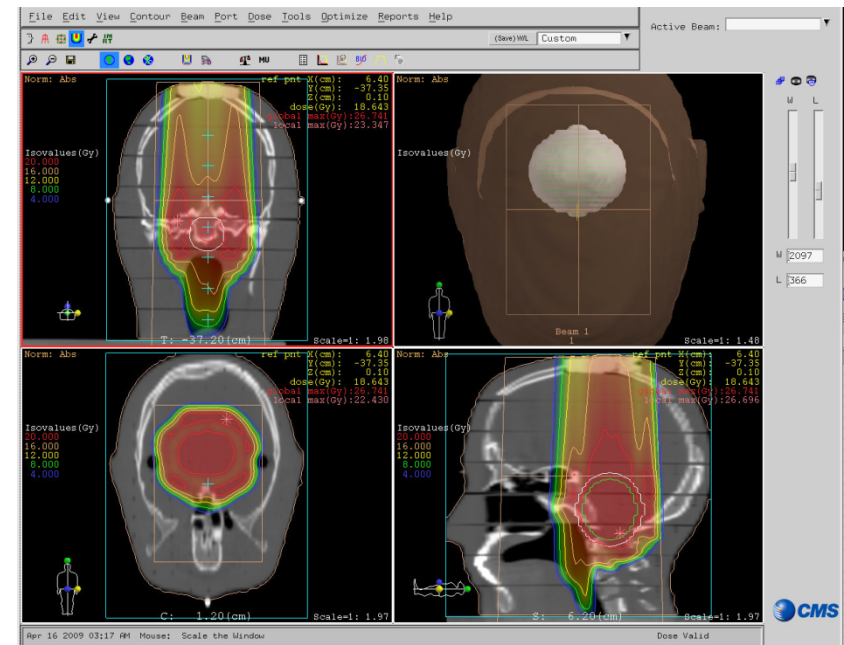 File Edit View Contour Beam Port Dose Tools Optimize Reports Help
Active Beam:
(Save) W/L Custom
MU
Norm: Abs
ref pnt X(cm): 6.40
Y(cm): -37.35
Z(cm): 0.10
dose(Gy): 18.643
global max(Gy):26.741
local max(Gy):23.347
Isovalues(Gy)
20.000
16.000
12.000
8.000
4.000
T: -37.20(cm)
Scale=1: 1.98
Norm: Abs
Isovalues(Gy)
Beam 1
1
Scale=1: 1.48
W L
W 2097
L 366
Norm: Abs
ref pnt X(cm): 6.40
Y(cm): -37.35
Z(cm): 0.10
dose(Gy): 18.643
global max(Gy):26.741
local max(Gy):22.430
Isovalues(Gy)
20.000
16.000
12.000
8.000
4.000
C: 1.20(cm)
Scale=1: 1.97
Norm: Abs
ref pnt X(cm): 6.40
Y(cm): -37.35
Z(cm): 0.10
dose(Gy): 18.643
global max(Gy):26.741
local max(Gy):26.696
Isovalues(Gy)
20.000
16.000
12.000
8.000
4.000
S: 6.20(cm)
Scale=1: 1.97
CMS
Apr 16 2009 03:17 AM Mouse: Scale the Window
Dose Valid